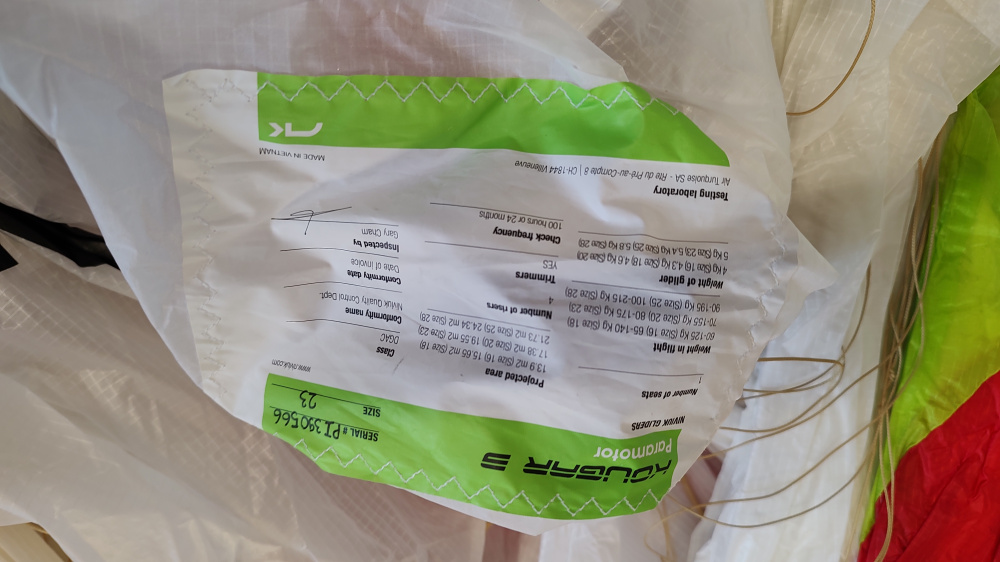 KOUGAR 3
Paramotor
SERIAL # PI390566
SIZE 23
NIVIUK GLIDERS
www.niviuk.com
Number of seats
1
Weight in flight
60-125 Kg (Size 16) 65-140 Kg (Size 18)
70-155 Kg (Size 20) 80-175 Kg (Size 23)
90-195 Kg (Size 25) 100-215 Kg (Size 28)
Weight of glider
4 Kg (Size 16) 4.3 Kg (Size 18) 4.6 Kg (Size 20)
5 Kg (Size 23) 5.4 Kg (Size 25) 5.8 Kg (Size 28)
Testing laboratory
Air Turquoise SA - Rte du Pré-au-Comple 8 | CH-1844 Villeneuve
Projected area
13.9 m2 (Size 16) 15.66 m2 (Size 18)
17.38 m2 (Size 20) 19.55 m2 (Size 23)
21.73 m2 (Size 25) 24.34 m2 (Size 28)
Number of risers
4
Trimmers
YES
Check frequency
100 hours or 24 months
Class
DGAC
Conformity name
Niviuk Quality Control Dept.
Conformity date
Date of invoice
Inspected by
Gary Cham
MADE IN VIETNAM